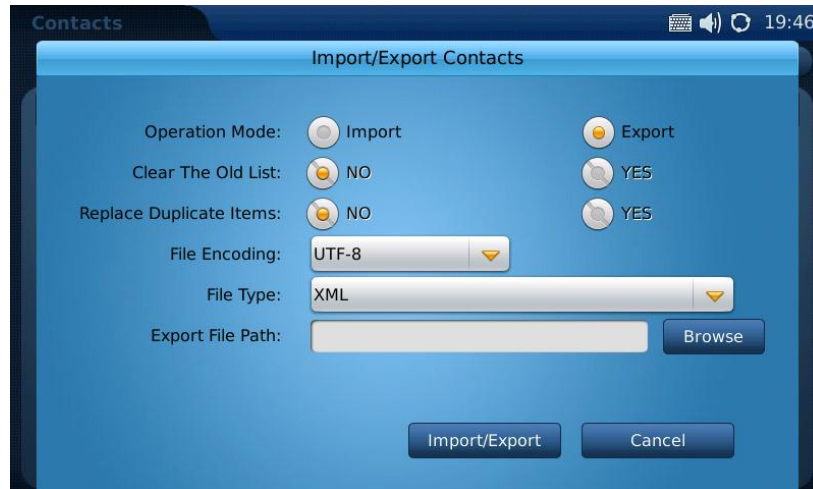 Contacts 19:46
Import/Export Contacts
Operation Mode: Import Export
Clear The Old List: NO YES
Replace Duplicate Items: NO YES
File Encoding: UTF-8
File Type: XML
Export File Path: Browse
Import/Export Cancel